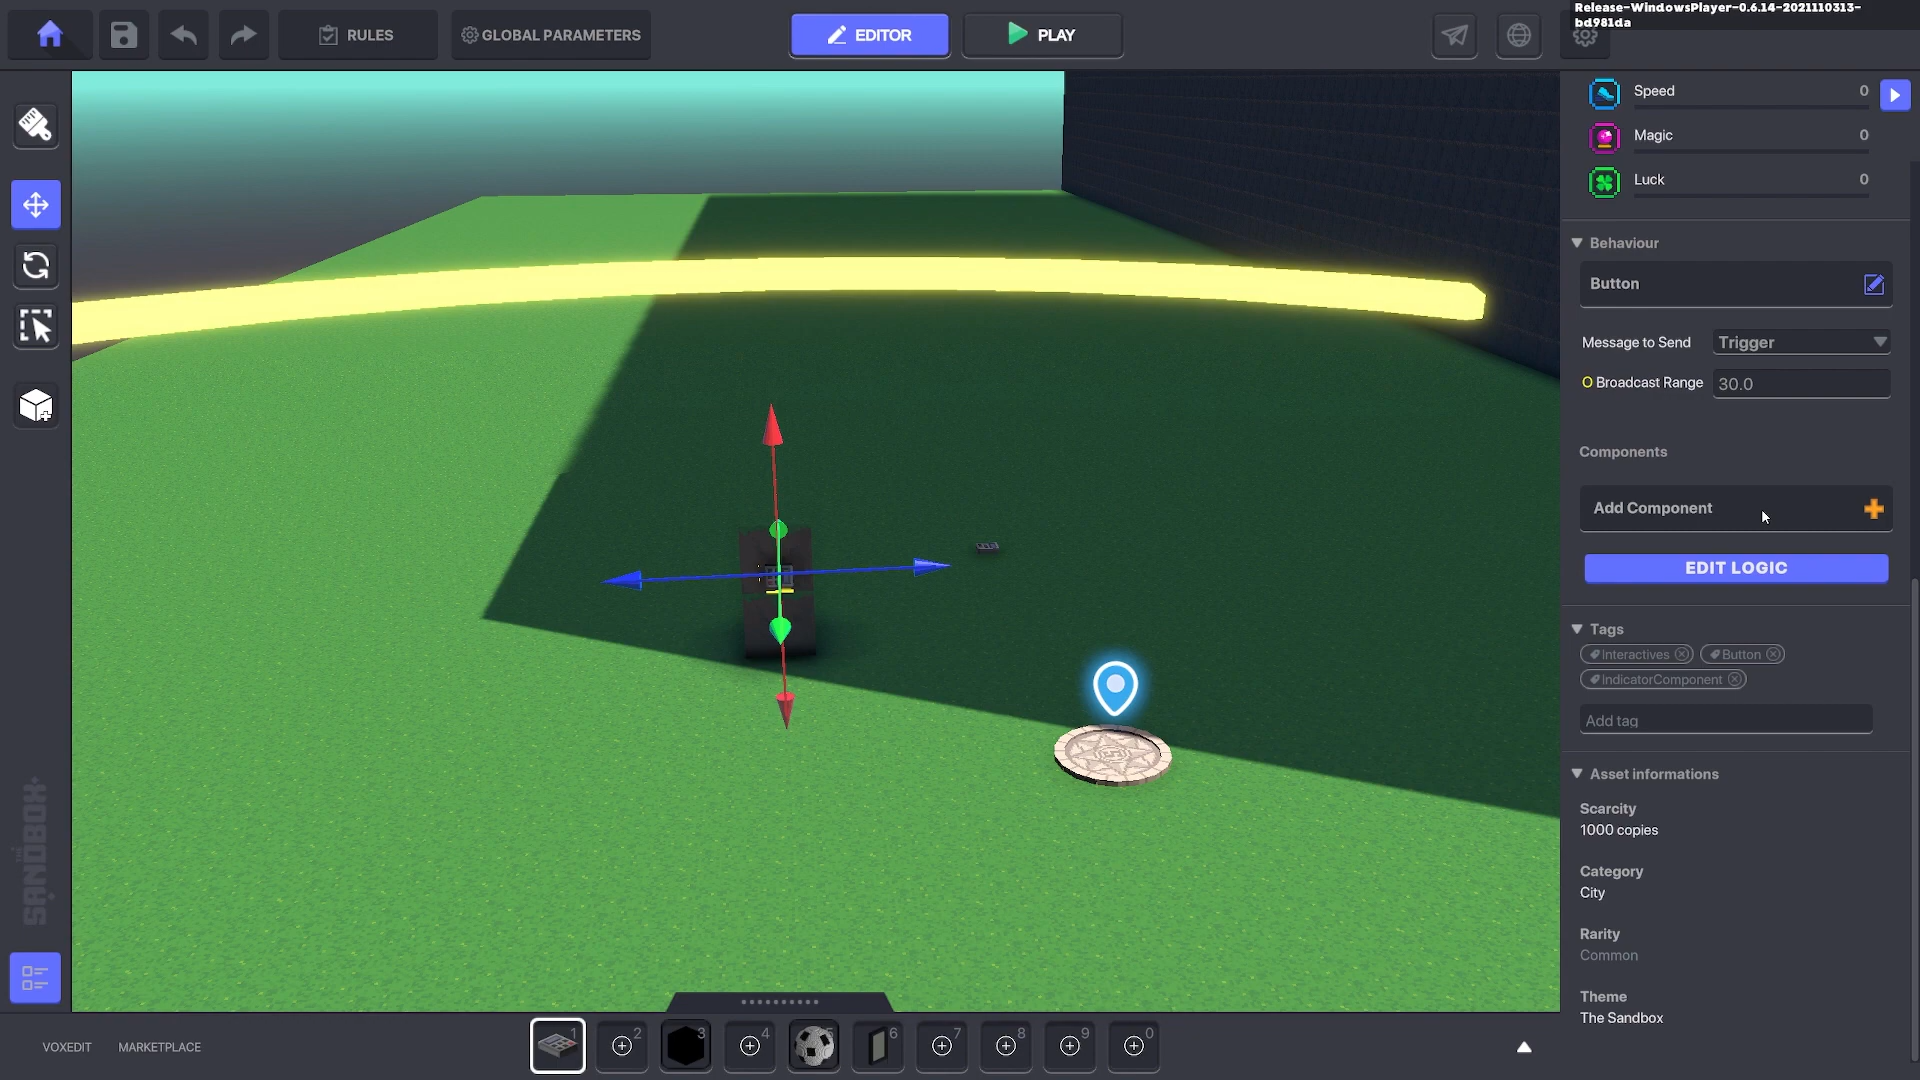 Release-WindowsPlayer-0.6.14-2021110313-
bd981da
RULES
GLOBAL PARAMETERS
EDITOR
PLAY
Speed 0
Magic 0
Luck 0
Behaviour
Button
Message to Send Trigger
Broadcast Range 30.0
Components
Add Component
EDIT LOGIC
Tags
Interactives Button
IndicatorComponent
Add tag
Asset informations
Scarcity
1000 copies
Category
City
Rarity
Common
Theme
The Sandbox
THE SANDBOX
1 2 3 4 5 6 7 8 9 0
VOXEDIT MARKETPLACE